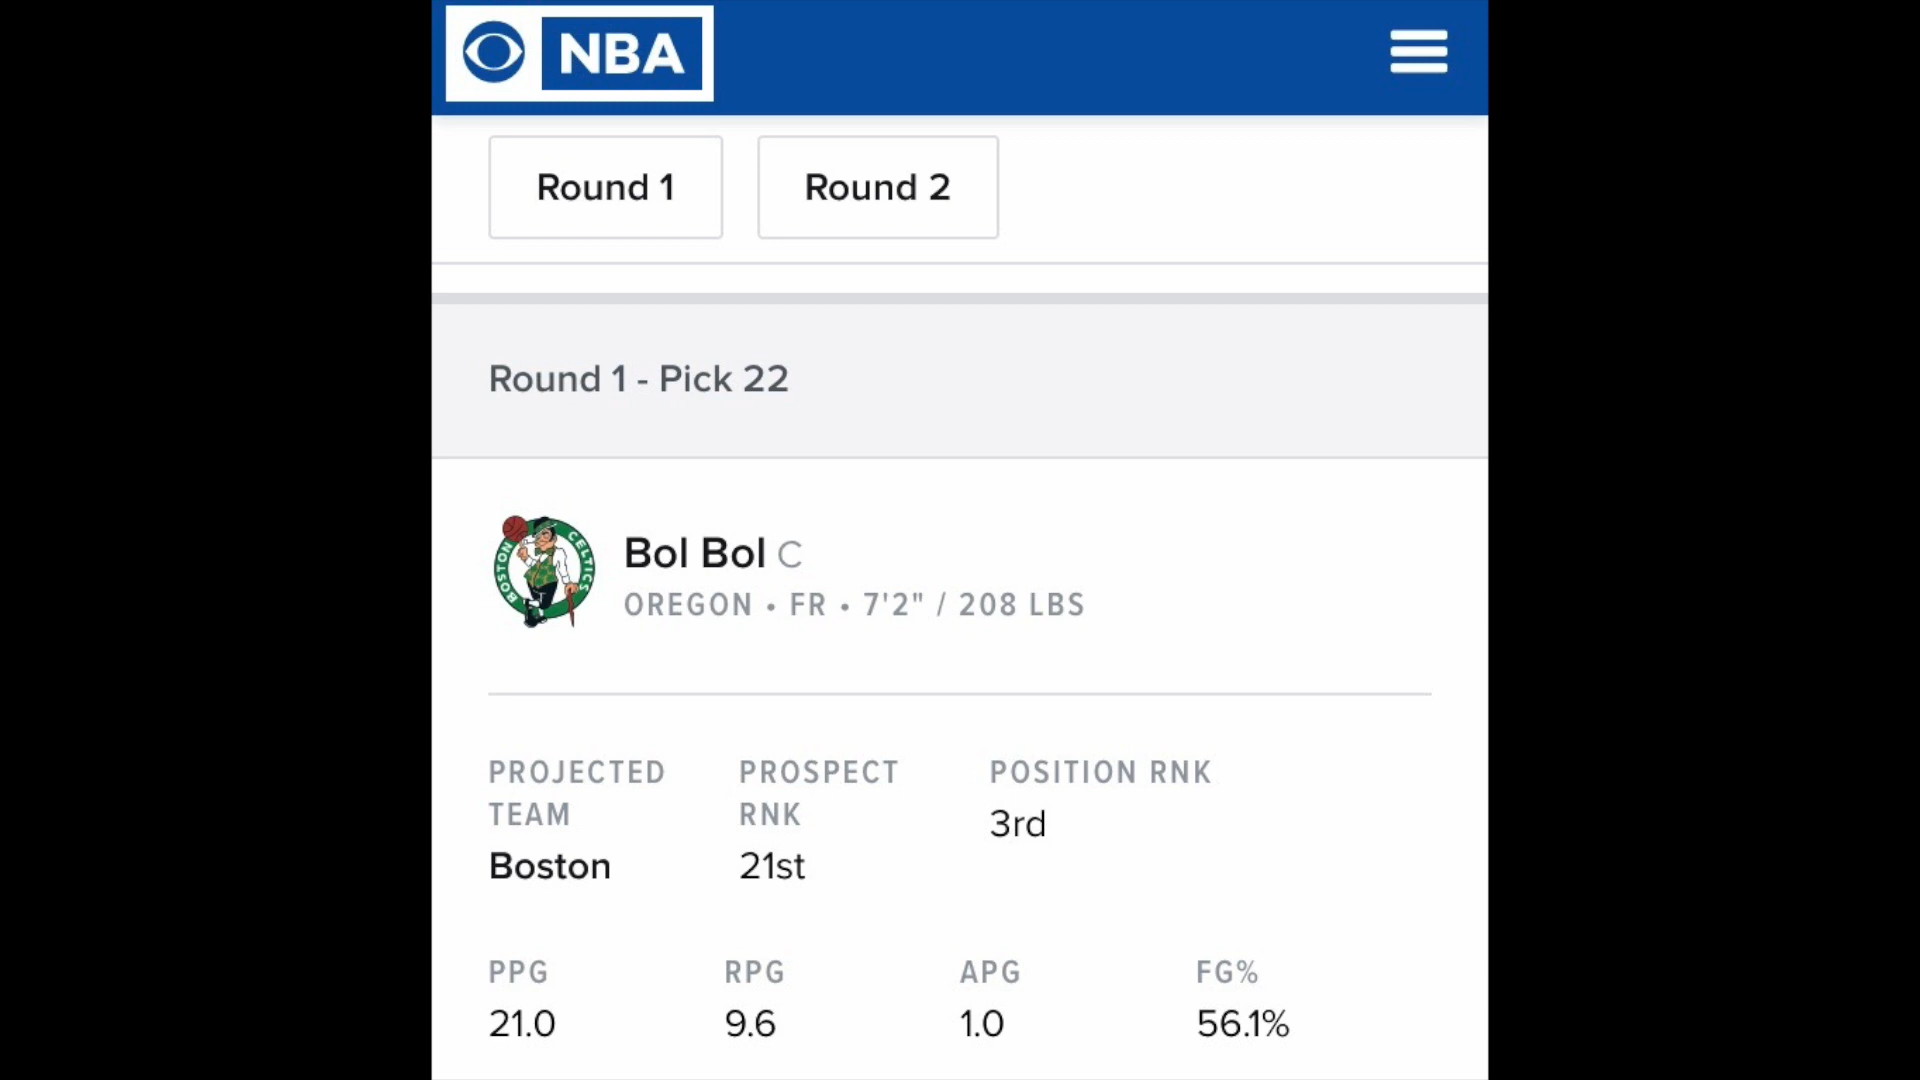 NBA
Round 1
Round 2
Round 1 - Pick 22
BOSTON CELTICS
Bol Bol C
OREGON • FR • 7'2" / 208 LBS
PROJECTED TEAM
Boston
PROSPECT RNK
21st
POSITION RNK
3rd
PPG RPG APG FG%
21.0 9.6 1.0 56.1%